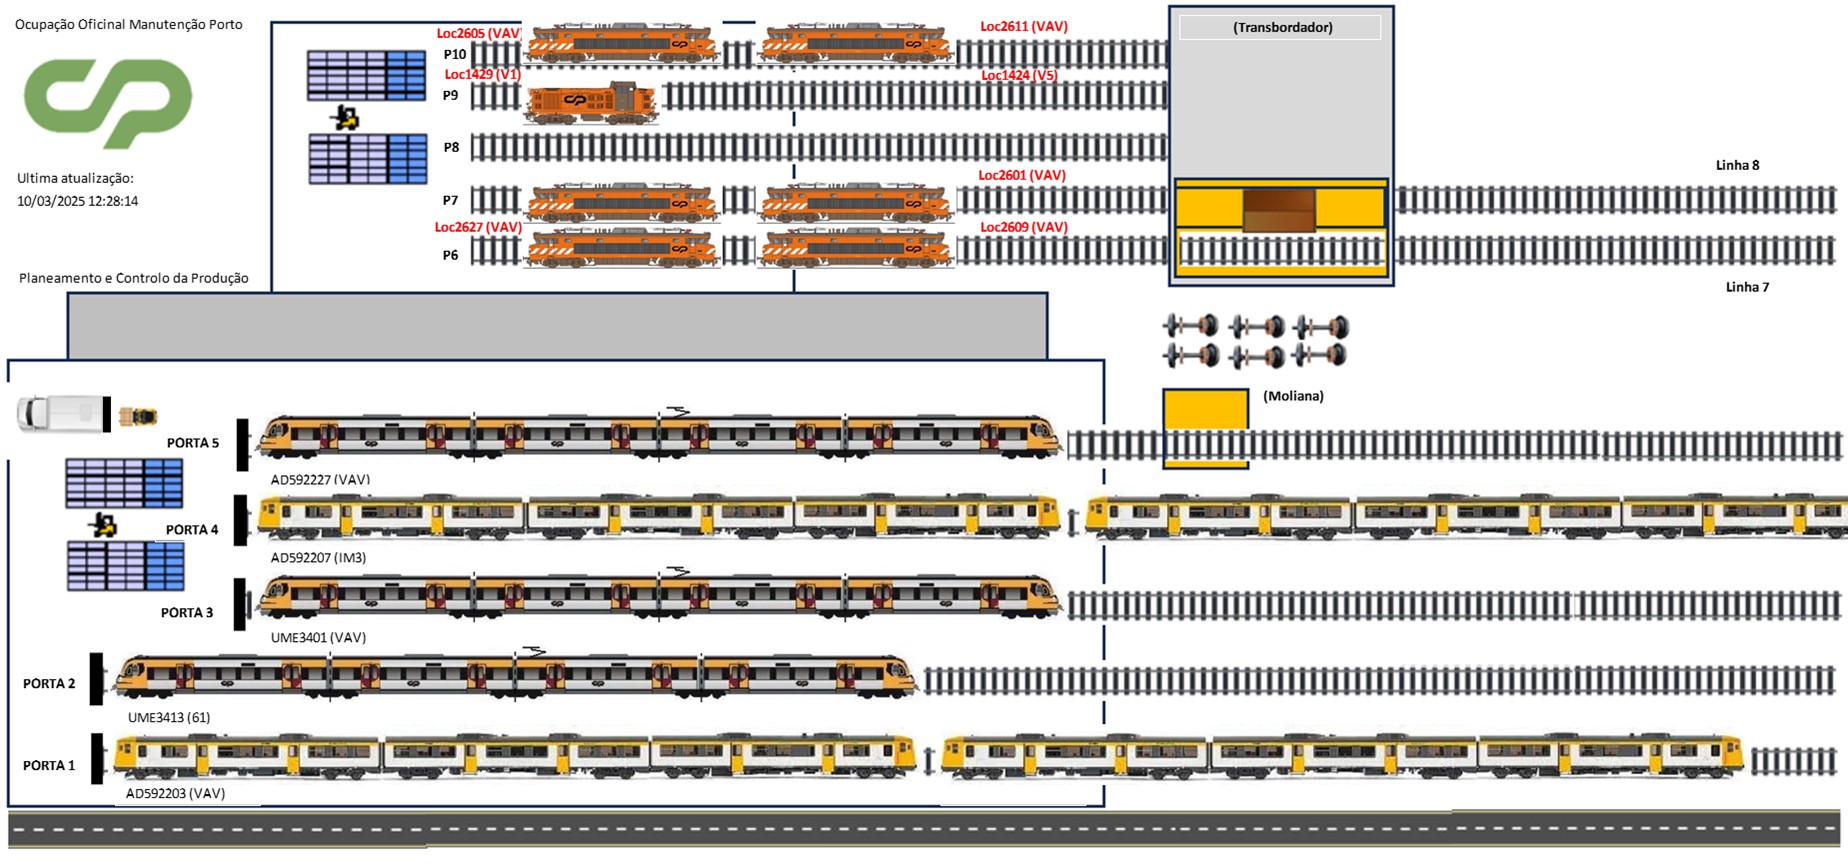 Ocupação Oficinal Manutenção Porto
CP
Ultima atualização:
10/03/2025 12:28:14
Planeamento e Controlo da Produção
Loc2605 (VAV)
Loc2611 (VAV)
P10
Loc1429 (V1)
Loc1424 (V5)
P9
P8
Loc2601 (VAV)
P7
Loc2627 (VAV)
Loc2609 (VAV)
P6
(Transbordador)
Linha 8
Linha 7
(Moliana)
PORTA 5
AD592227 (VAV)
PORTA 4
AD592207 (IM3)
PORTA 3
UME3401 (VAV)
PORTA 2
UME3413 (61)
PORTA 1
AD592203 (VAV)